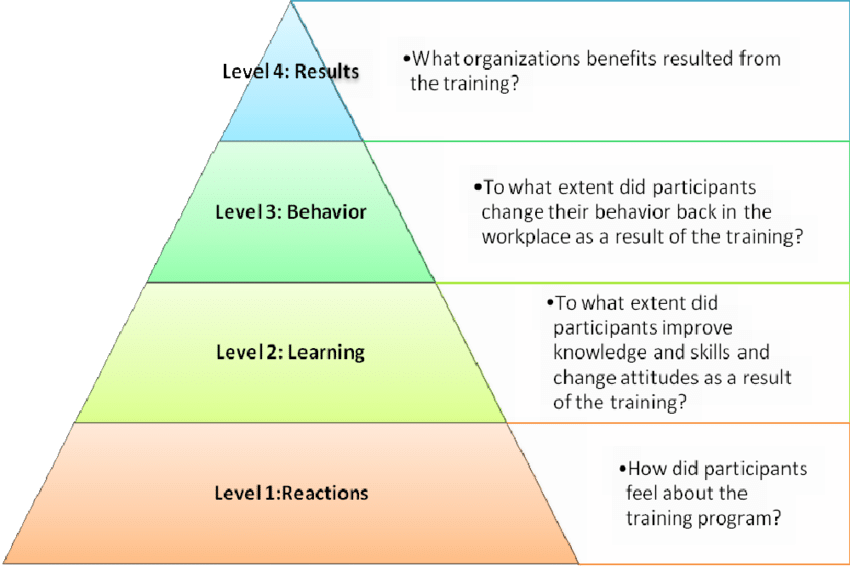 Level 4: Results
•What organizations benefits resulted from
the training?
Level 3: Behavior
•To what extent did participants
change their behavior back in the
workplace as a result of the training?
Level 2: Learning
•To what extent did
participants improve
knowledge and skills and
change attitudes as a result
of the training?
Level 1:Reactions
•How did participants
feel about the
training program?